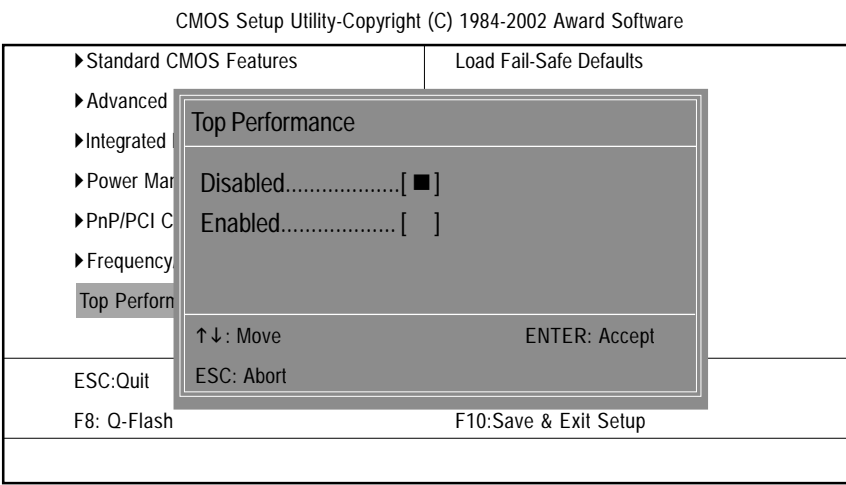 CMOS Setup Utility-Copyright (C) 1984-2002 Award Software
▶Standard CMOS Features Load Fail-Safe Defaults
▶Advanced
▶Integrated
▶Power Mar
▶PnP/PCI C
▶Frequency
Top Perform
Top Performance
Disabled...................[ ■ ]
Enabled................... [   ]
↑↓: Move ENTER: Accept
ESC: Abort
ESC:Quit
F8: Q-Flash F10:Save & Exit Setup